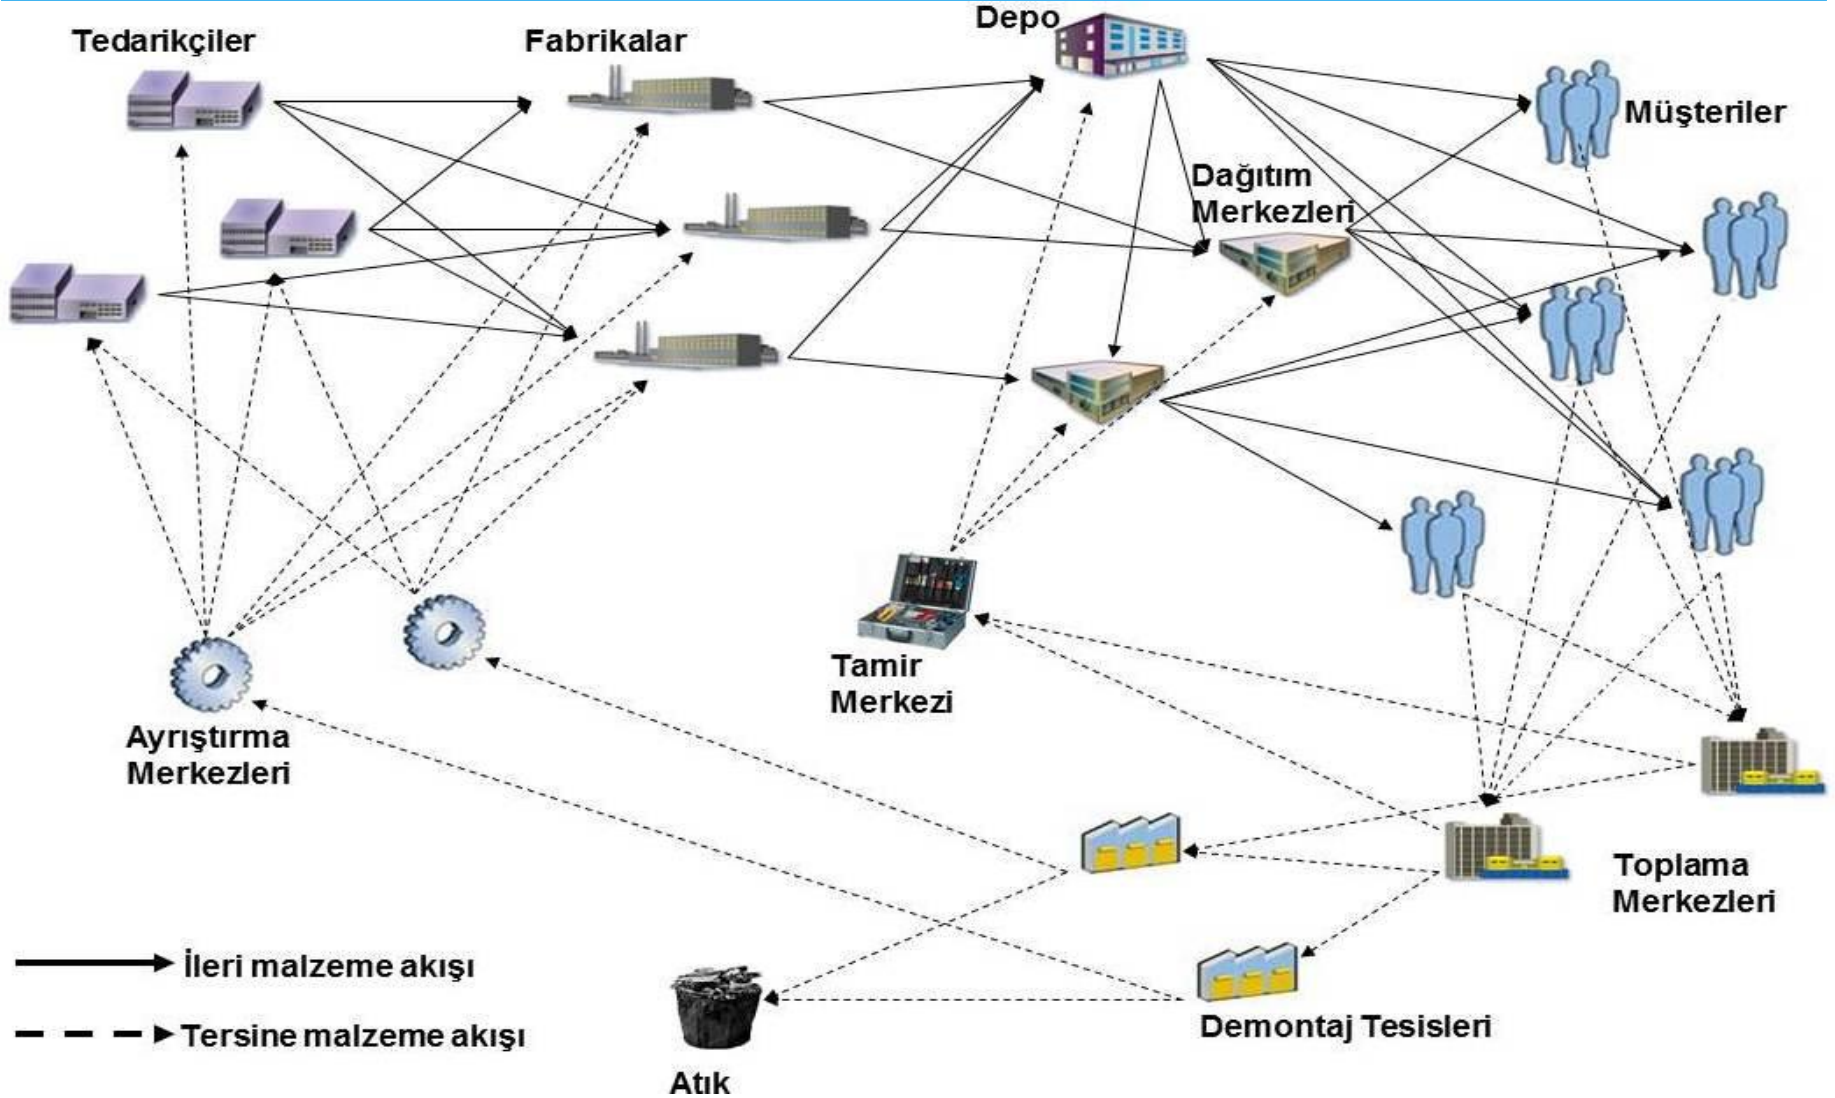 Depo
Tedarikçiler
Fabrikalar
Müşteriler
Dağıtım
Merkezleri
Tamir
Merkezi
Ayrıştırma
Merkezleri
Toplama
Merkezleri
İleri malzeme akışı
Tersine malzeme akışı
Demontaj Tesisleri
Atık